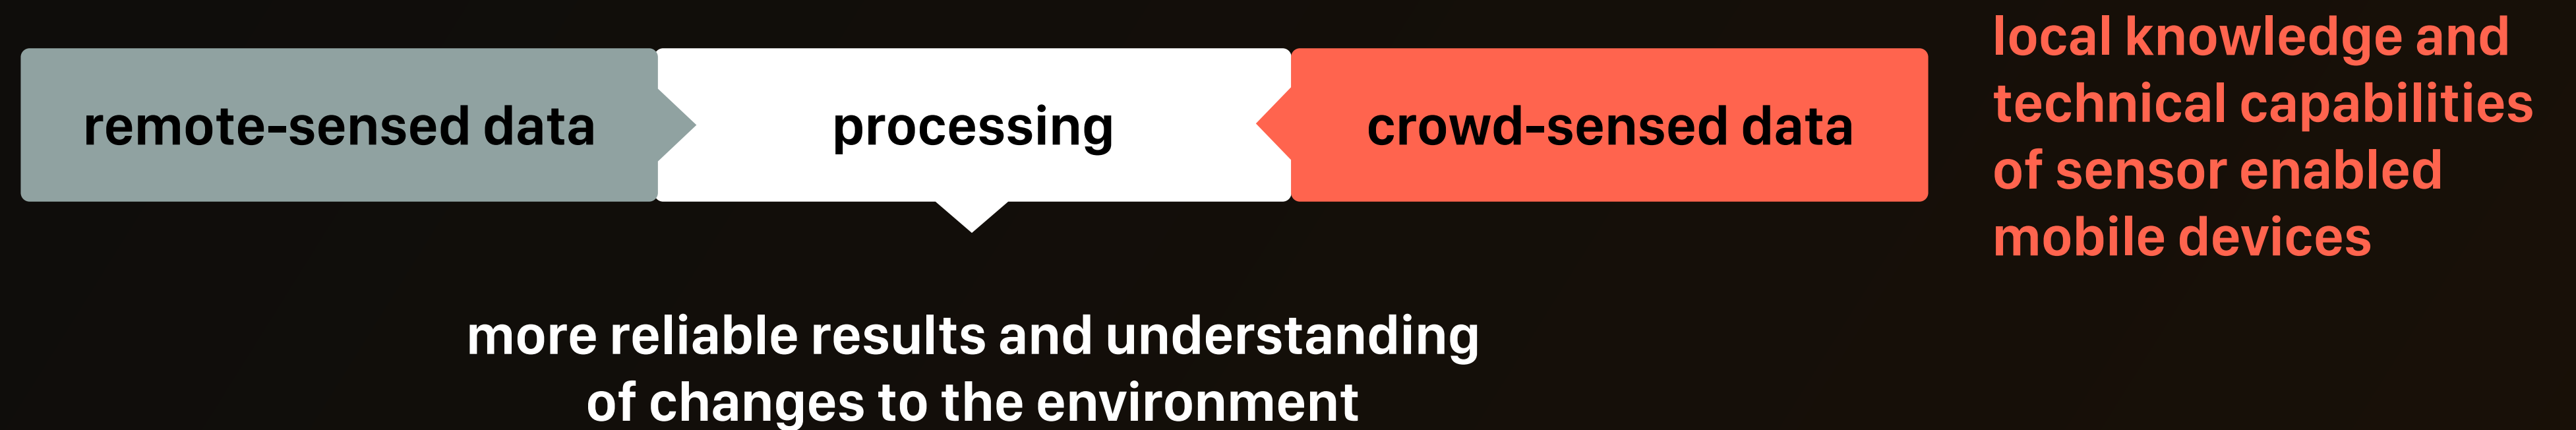 remote-sensed data
processing
crowd-sensed data
local knowledge and
technical capabilities
of sensor enabled
mobile devices
more reliable results and understanding
of changes to the environment